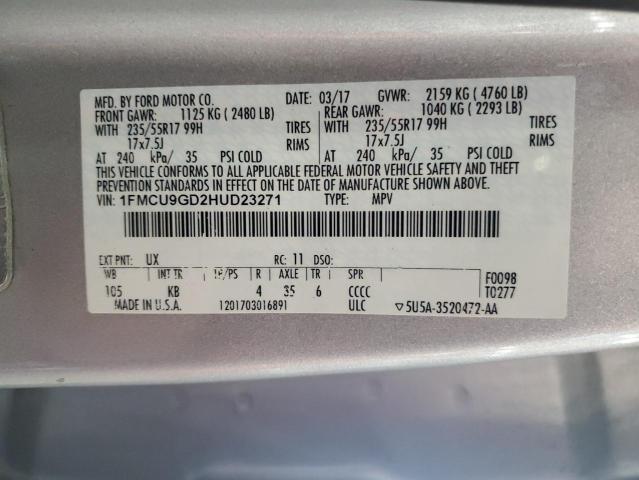 MFD. BY FORD MOTOR CO. DATE: 03/17 GVWR: 2159 KG ( 4760 LB)
FRONT GAWR: 1125 KG ( 2480 LB) REAR GAWR: 1040 KG ( 2293 LB)
WITH 235/55R17 99H TIRES WITH 235/55R17 99H TIRES
17x7.5J RIMS 17x7.5J RIMS
AT 240 kPa/ 35 PSI COLD AT 240 kPa/ 35 PSI COLD
THIS VEHICLE CONFORMS TO ALL APPLICABLE FEDERAL MOTOR VEHICLE SAFETY AND THEFT
PREVENTION STANDARDS IN EFFECT ON THE DATE OF MANUFACTURE SHOWN ABOVE.
VIN: 1FMCU9GD2HUD23271 TYPE: MPV
EXT PNT: UX RC: 11 DSO:
WB INT TR TP/PS R AXLE TR SPR F0098
105 KB 4 35 6 CCCC T0277
MADE IN U.S.A. 1201703016891 ULC ▽5U5A-3520472-AA